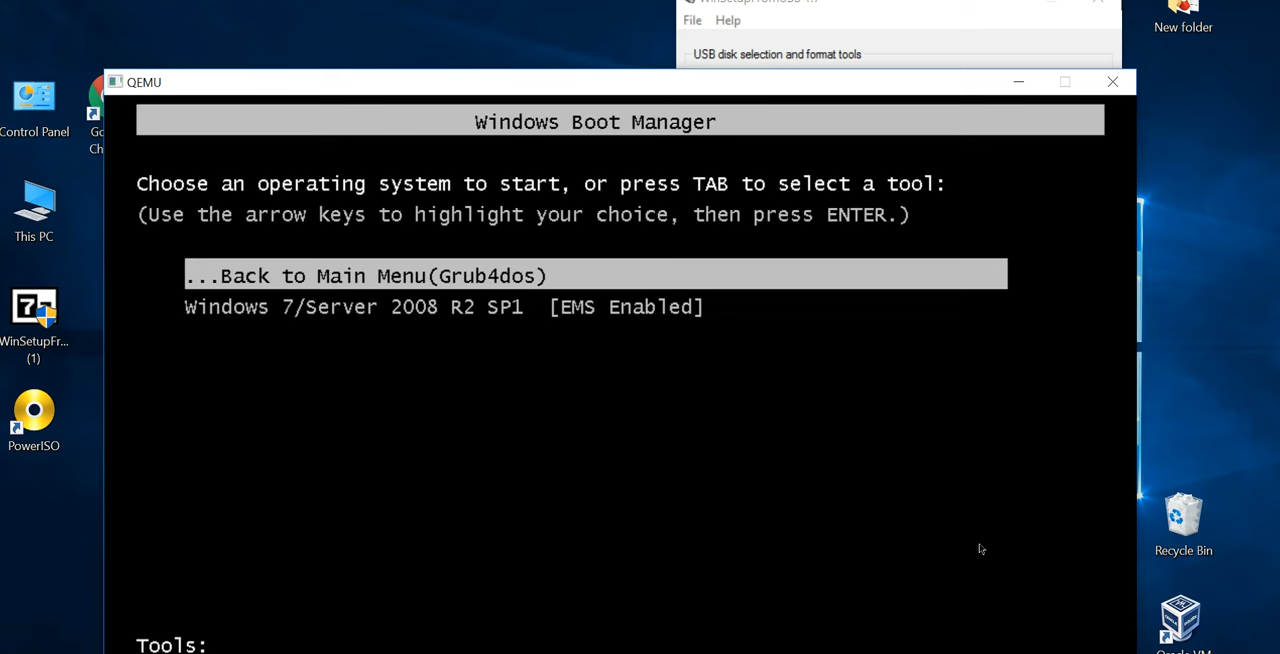 File Help
New folder
USB disk selection and format tools
QEMU
Control Panel
Windows Boot Manager
Choose an operating system to start, or press TAB to select a tool:
(Use the arrow keys to highlight your choice, then press ENTER.)
This PC
...Back to Main Menu(Grub4dos)
Windows 7/Server 2008 R2 SP1 [EMS Enabled]
WinSetupFr...
(1)
PowerISO
Recycle Bin
Tools: